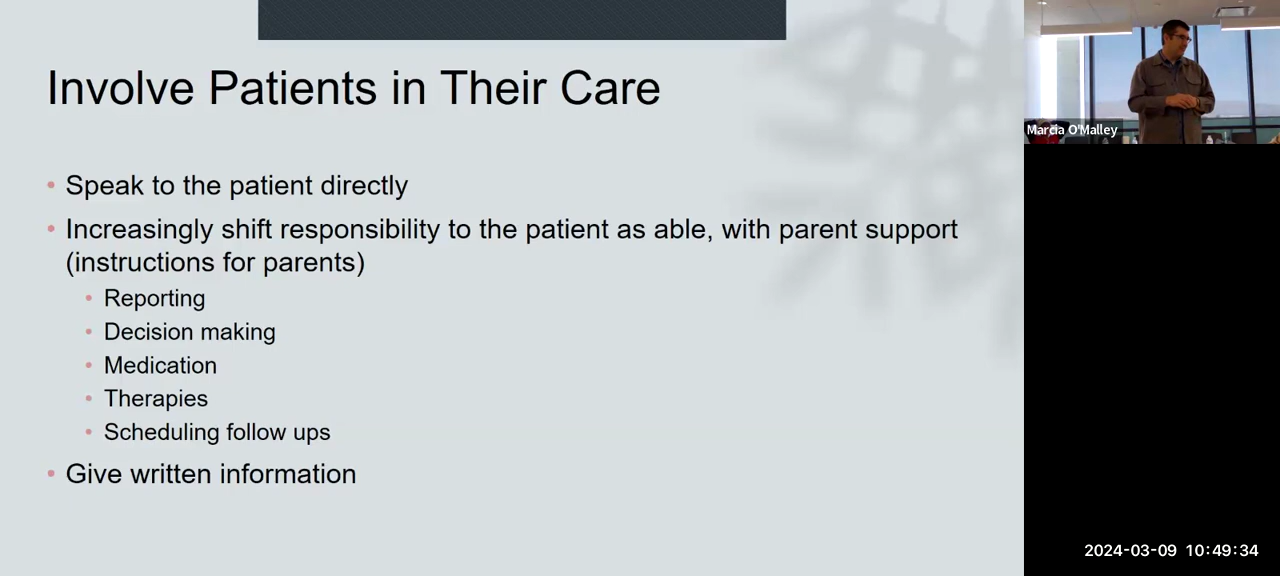 Involve Patients in Their Care
Speak to the patient directly
Increasingly shift responsibility to the patient as able, with parent support
(instructions for parents)
Reporting
Decision making
Medication
Therapies
Scheduling follow ups
Give written information
Marcia O'Malley
2024-03-09 10:49:34